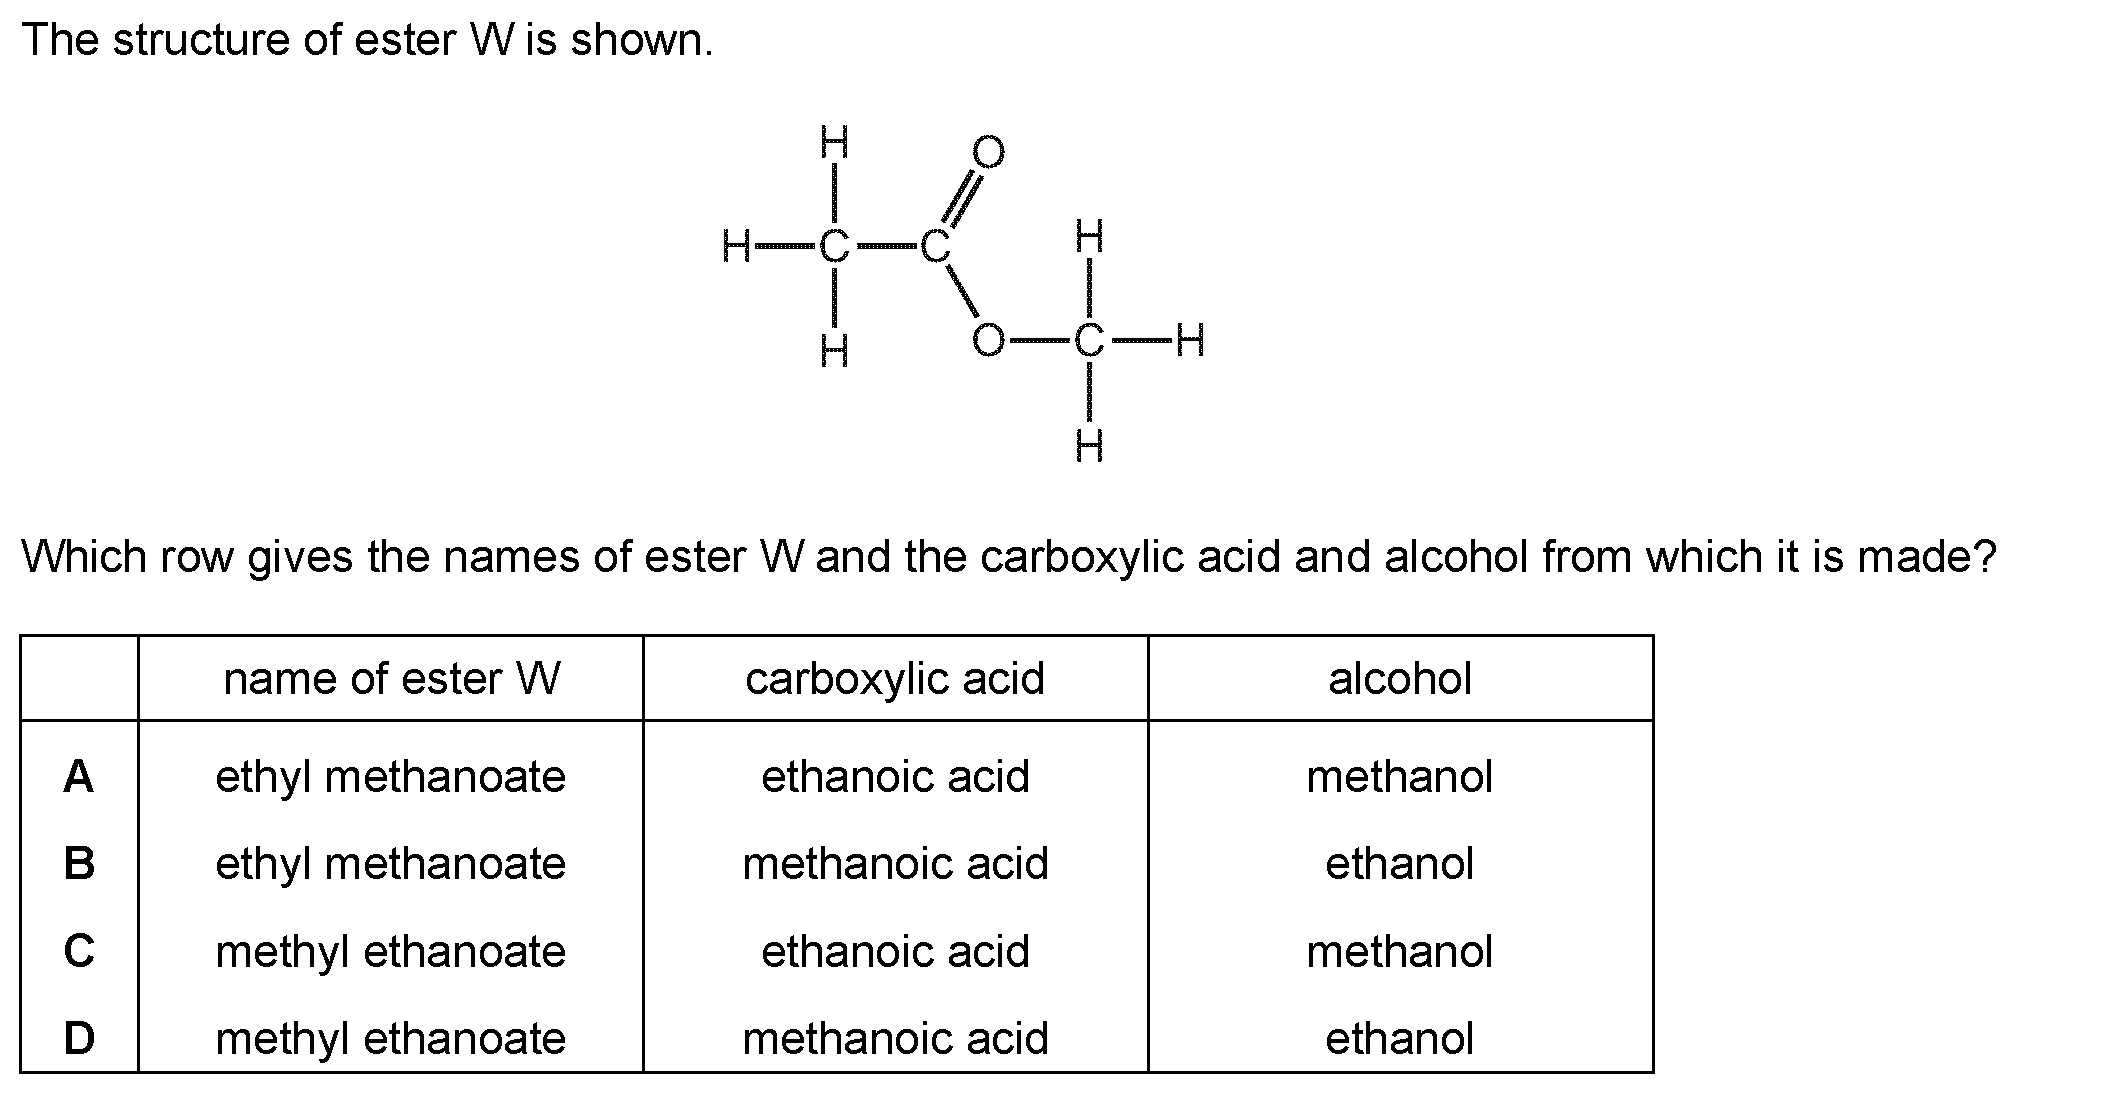 The structure of ester W is shown.
H O
H C C H
H O C H
H
Which row gives the names of ester W and the carboxylic acid and alcohol from which it is made?
name of ester W carboxylic acid alcohol
A ethyl methanoate ethanoic acid methanol
B ethyl methanoate methanoic acid ethanol
C methyl ethanoate ethanoic acid methanol
D methyl ethanoate methanoic acid ethanol